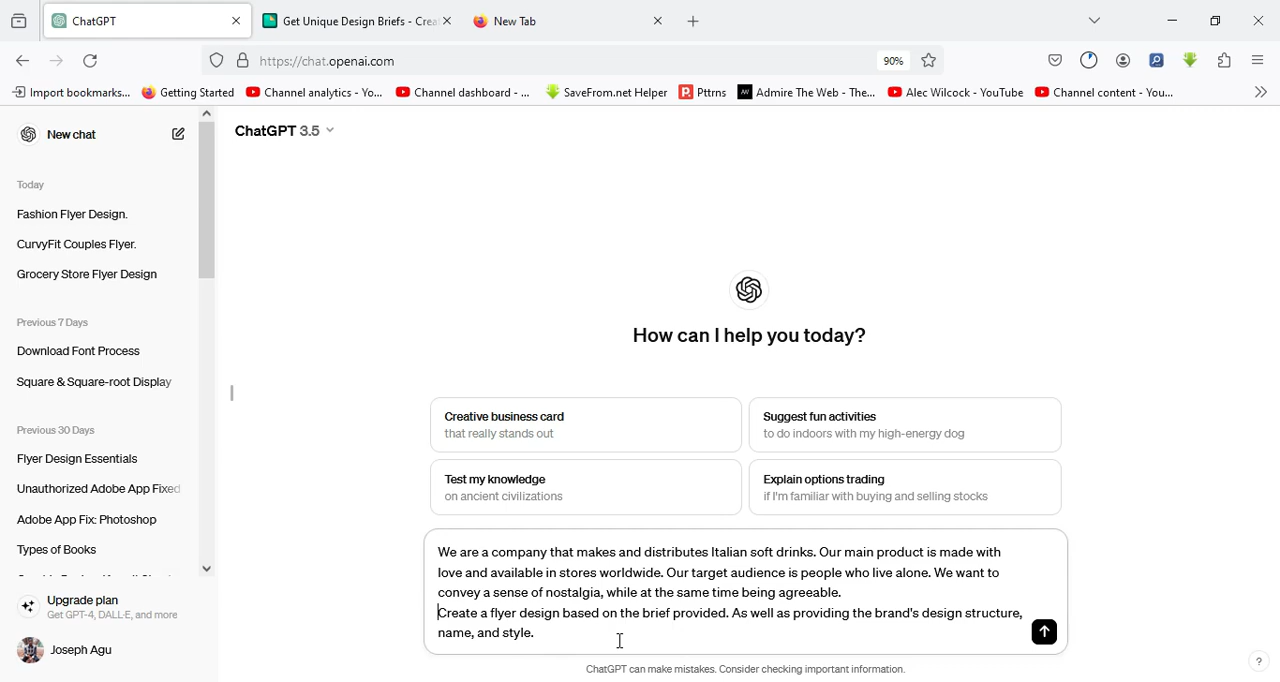 ChatGPT
Get Unique Design Briefs - Crea
New Tab
https://chat.openai.com
90%
Import bookmarks...
Getting Started
Channel analytics - Yo...
Channel dashboard - ...
SaveFrom.net Helper
Pttrns
Admire The Web - The...
Alec Wilcock - YouTube
Channel content - You...
New chat
ChatGPT 3.5
Today
Fashion Flyer Design.
CurvyFit Couples Flyer.
Grocery Store Flyer Design
Previous 7 Days
Download Font Process
Square & Square-root Display
Previous 30 Days
Flyer Design Essentials
Unauthorized Adobe App Fixed
Adobe App Fix: Photoshop
Types of Books
Upgrade plan
Get GPT-4, DALL·E, and more
Joseph Agu
How can I help you today?
Creative business card
that really stands out
Suggest fun activities
to do indoors with my high-energy dog
Test my knowledge
on ancient civilizations
Explain options trading
if I'm familiar with buying and selling stocks
We are a company that makes and distributes Italian soft drinks. Our main product is made with
love and available in stores worldwide. Our target audience is people who live alone. We want to
convey a sense of nostalgia, while at the same time being agreeable.
Create a flyer design based on the brief provided. As well as providing the brand's design structure,
name, and style.
ChatGPT can make mistakes. Consider checking important information.
?